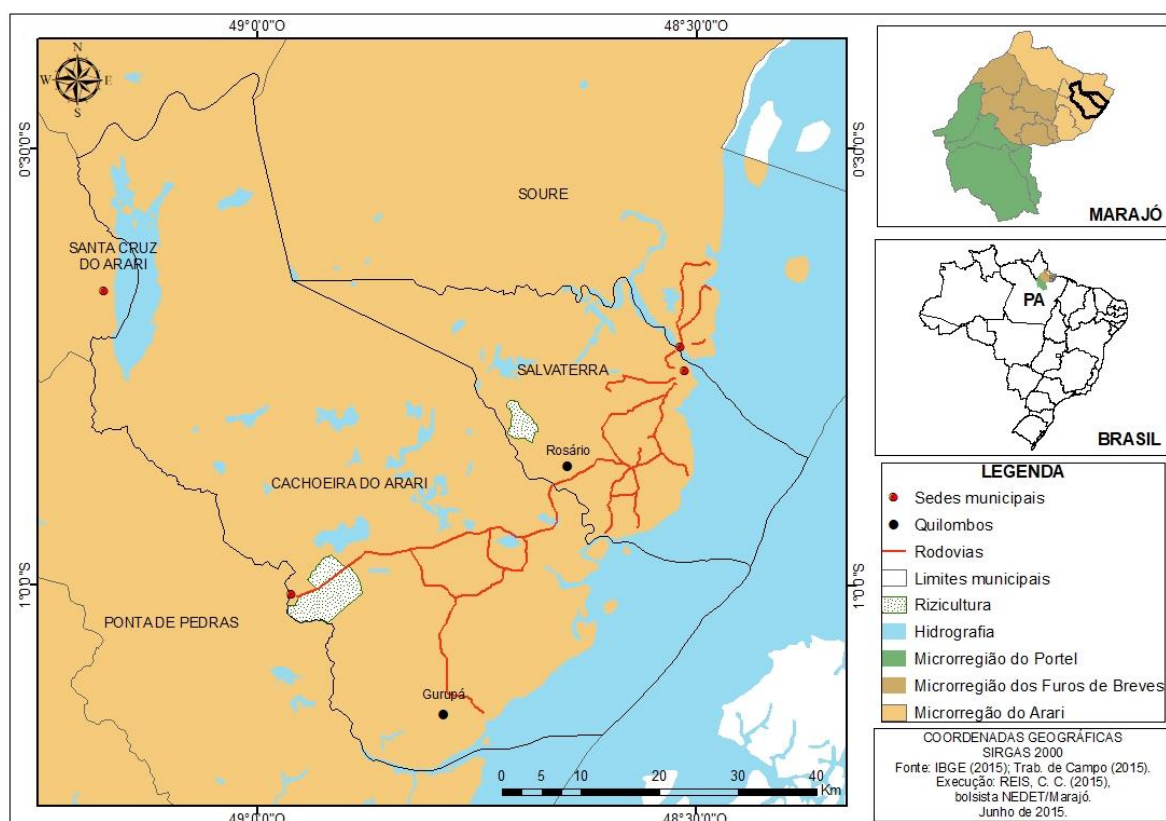 49°0'0"O
48°30'0"O
N
W
E
S
0°30'0"S
0°30'0"S
SOURE
SANTA CRUZ
DO ARARI
SALVATERRA
Rosário
CACHOEIRA DO ARARI
1°0'0"S
1°0'0"S
PONTA DE PEDRAS
Gurupá
0 5 10 20 30 40
Km
49°0'0"O
48°30'0"O
MARAJÓ
PA
BRASIL
LEGENDA
Sedes municipais
Quilombos
Rodovias
Limites municipais
Rizicultura
Hidrografia
Microrregião do Portel
Microrregião dos Furos de Breves
Microrregão do Arari
COORDENADAS GEOGRÁFICAS
SIRGAS 2000
Fonte: IBGE (2015); Trab. de Campo (2015).
Execução: REIS, C. C. (2015),
bolsista NEDET/Marajó.
Junho de 2015.